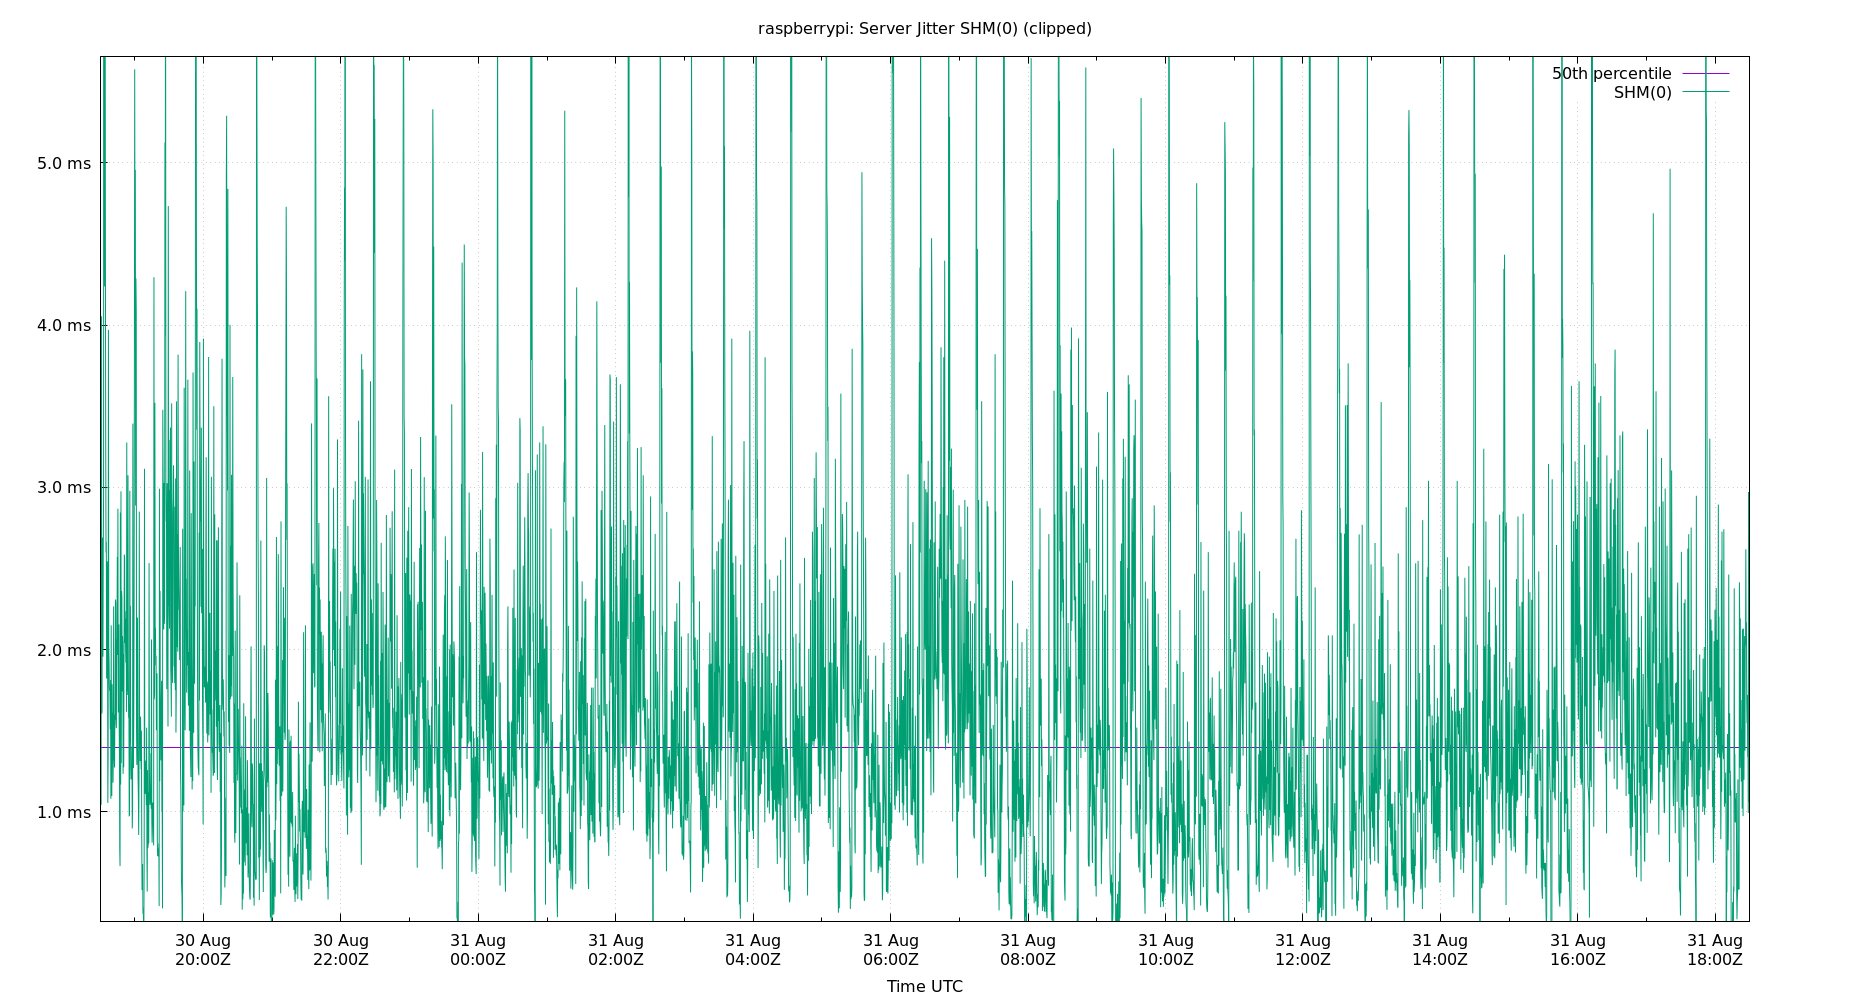 raspberrypi: Server Jitter SHM(0) (clipped)
50th percentile
SHM(0)
5.0 ms
4.0 ms
3.0 ms
2.0 ms
1.0 ms
30 Aug 30 Aug 31 Aug 31 Aug 31 Aug 31 Aug 31 Aug 31 Aug 31 Aug 31 Aug 31 Aug 31 Aug
20:00Z 22:00Z 00:00Z 02:00Z 04:00Z 06:00Z 08:00Z 10:00Z 12:00Z 14:00Z 16:00Z 18:00Z
Time UTC